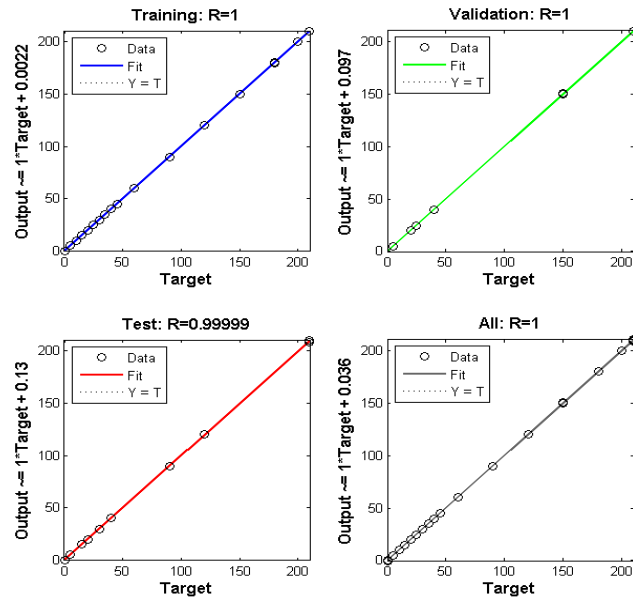 Training: R=1
Output ~= 1*Target + 0.0022
200
150
100
50
0
Data
Fit
Y = T
0 50 100 150 200
Target
Validation: R=1
Output ~= 1*Target + 0.097
200
150
100
50
0
Data
Fit
Y = T
0 50 100 150 200
Target
Test: R=0.99999
Output ~= 1*Target + 0.13
200
150
100
50
0
Data
Fit
Y = T
0 50 100 150 200
Target
All: R=1
Output ~= 1*Target + 0.036
200
150
100
50
0
Data
Fit
Y = T
0 50 100 150 200
Target